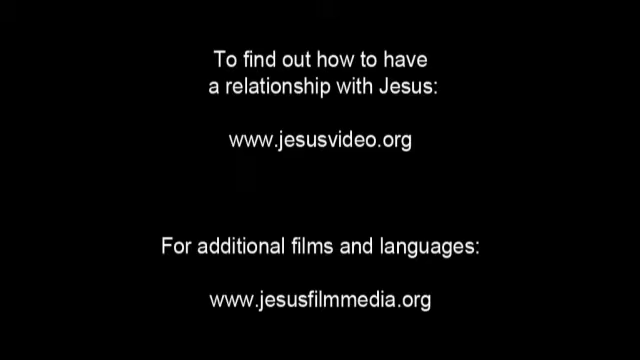 To find out how to have
a relationship with Jesus:
www.jesusvideo.org
For additional films and languages:
www.jesusfilmmedia.org